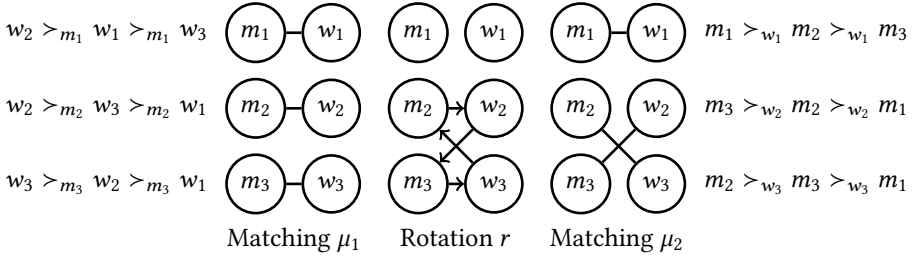 w₂ ≻ₘ₁ w₁ ≻ₘ₁ w₃ m₁ w₁ m₁ w₁ m₁ w₁ m₁ ≻w₁ m₂ ≻w₁ m₃
w₂ ≻ₘ₂ w₃ ≻ₘ₂ w₁ m₂ w₂ m₂ w₂ m₂ w₂ m₃ ≻w₂ m₂ ≻w₂ m₁
w₃ ≻ₘ₃ w₂ ≻ₘ₃ w₁ m₃ w₃ m₃ w₃ m₃ w₃ m₂ ≻w₃ m₃ ≻w₃ m₁
Matching μ₁ Rotation r Matching μ₂